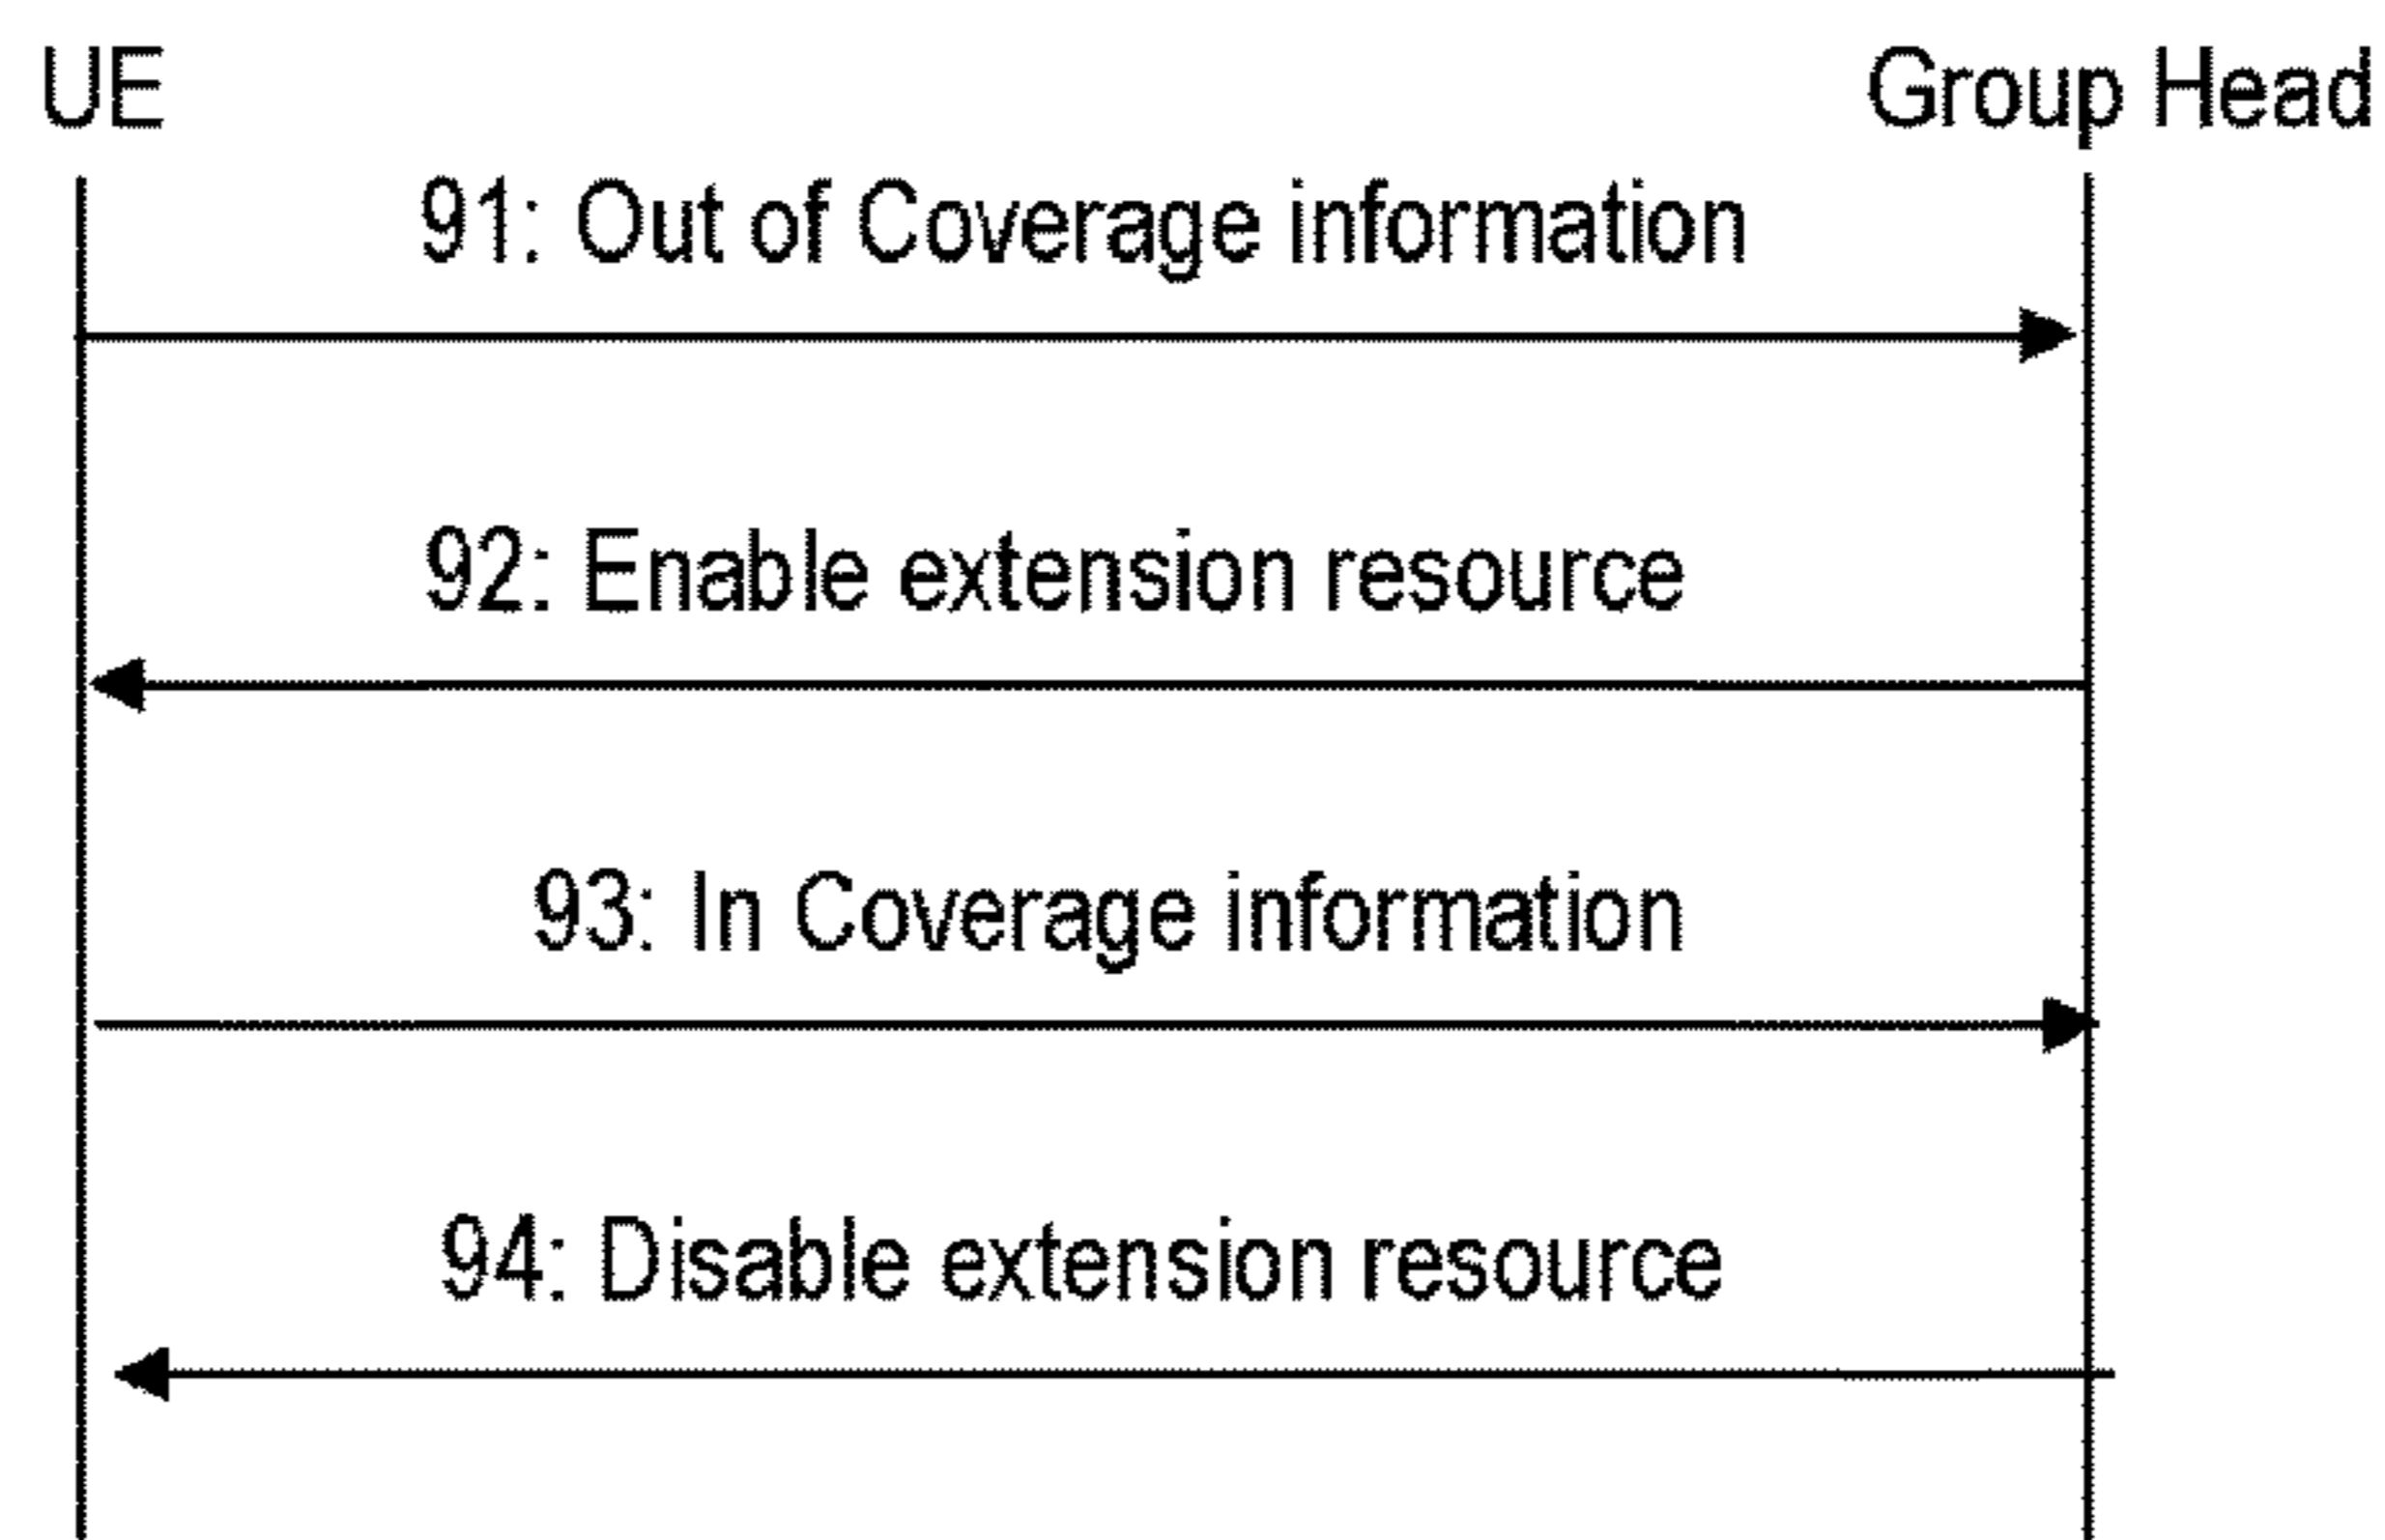 UE
Group Head
91: Out of Coverage information
92: Enable extension resource
93: In Coverage information
94: Disable extension resource